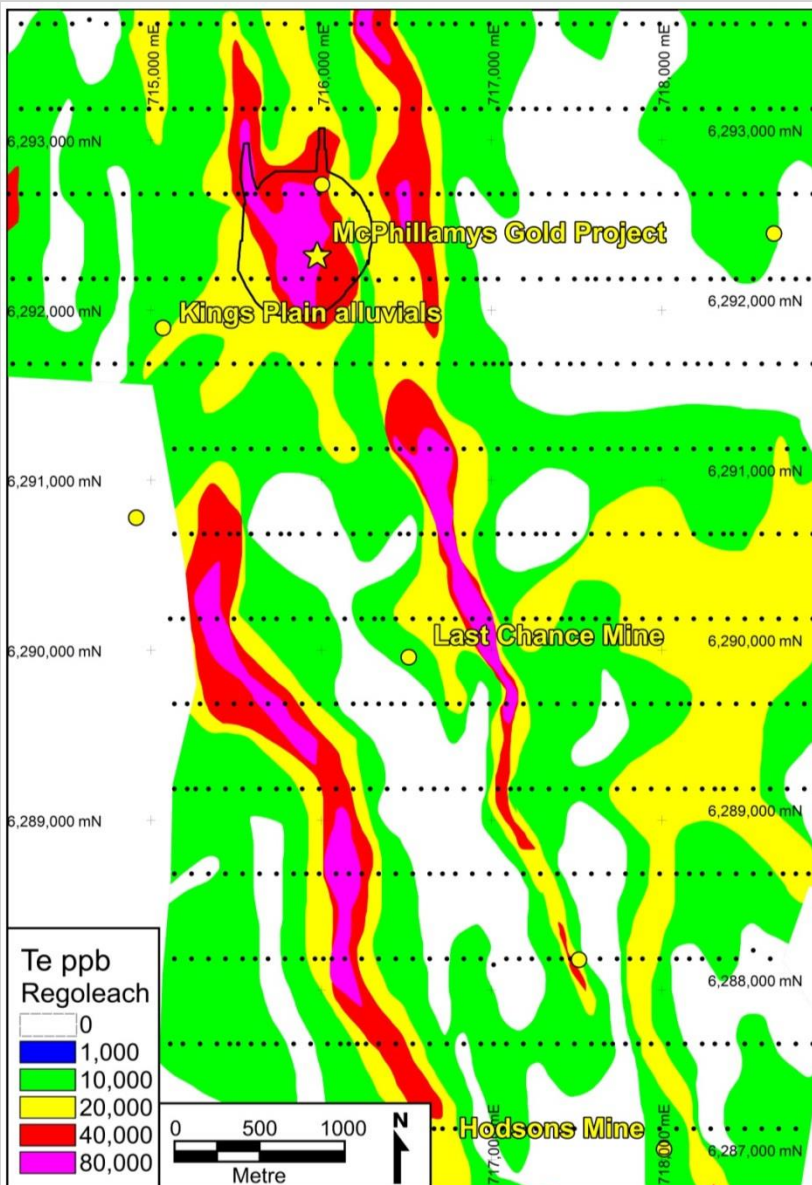 715,000 mE
716,000 mE
717,000 mE
718,000 mE
6,293,000 mN
6,293,000 mN
McPhillamys Gold Project
6,292,000 mN
6,292,000 mN
Kings Plain alluvials
6,291,000 mN
6,291,000 mN
Last Chance Mine
6,290,000 mN
6,290,000 mN
6,289,000 mN
6,289,000 mN
6,288,000 mN
Te ppb
Regoleach
0
1,000
10,000
20,000
40,000
80,000
0 500 1000
Metre
N
Hodsons Mine
717,000 mE
718,000 mE
6,287,000 mN